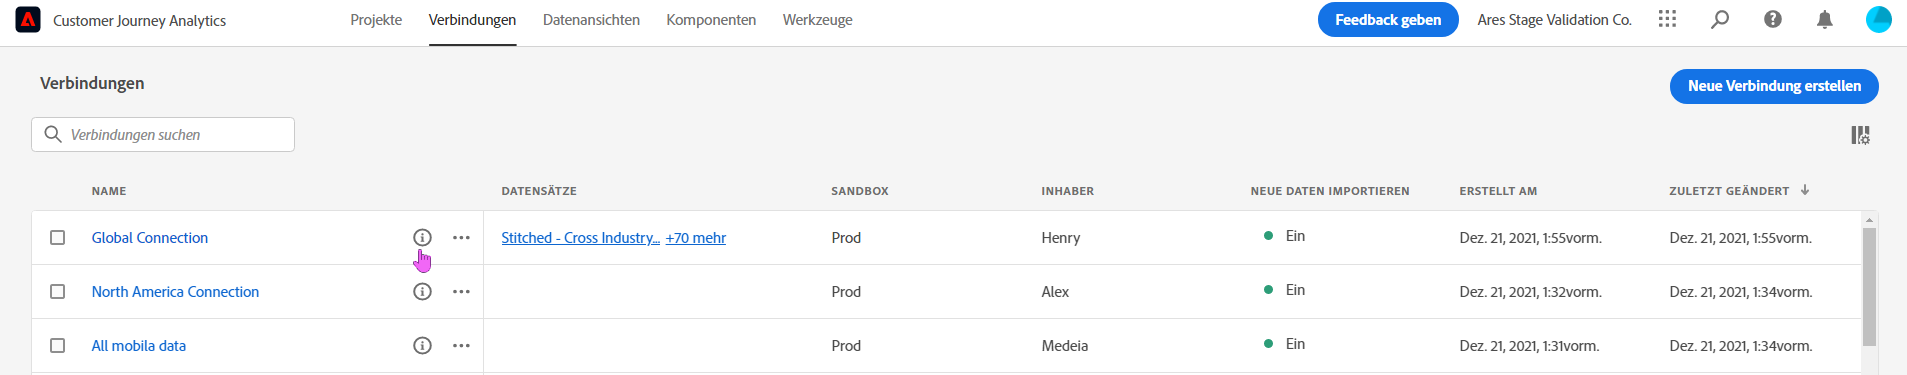 Customer Journey Analytics Projekte Verbindungen Datenansichten Komponenten Werkzeuge Feedback geben Ares Stage Validation Co.
Verbindungen Neue Verbindung erstellen
Verbindungen suchen
NAME DATENSÄTZE SANDBOX INHABER NEUE DATEN IMPORTIEREN ERSTELLT AM ZULETZT GEÄNDERT
Global Connection Stitched - Cross Industry... +70 mehr Prod Henry Ein Dez. 21, 2021, 1:55vorm. Dez. 21, 2021, 1:55vorm.
North America Connection Prod Alex Ein Dez. 21, 2021, 1:32vorm. Dez. 21, 2021, 1:34vorm.
All mobila data Prod Medeia Ein Dez. 21, 2021, 1:31vorm. Dez. 21, 2021, 1:34vorm.